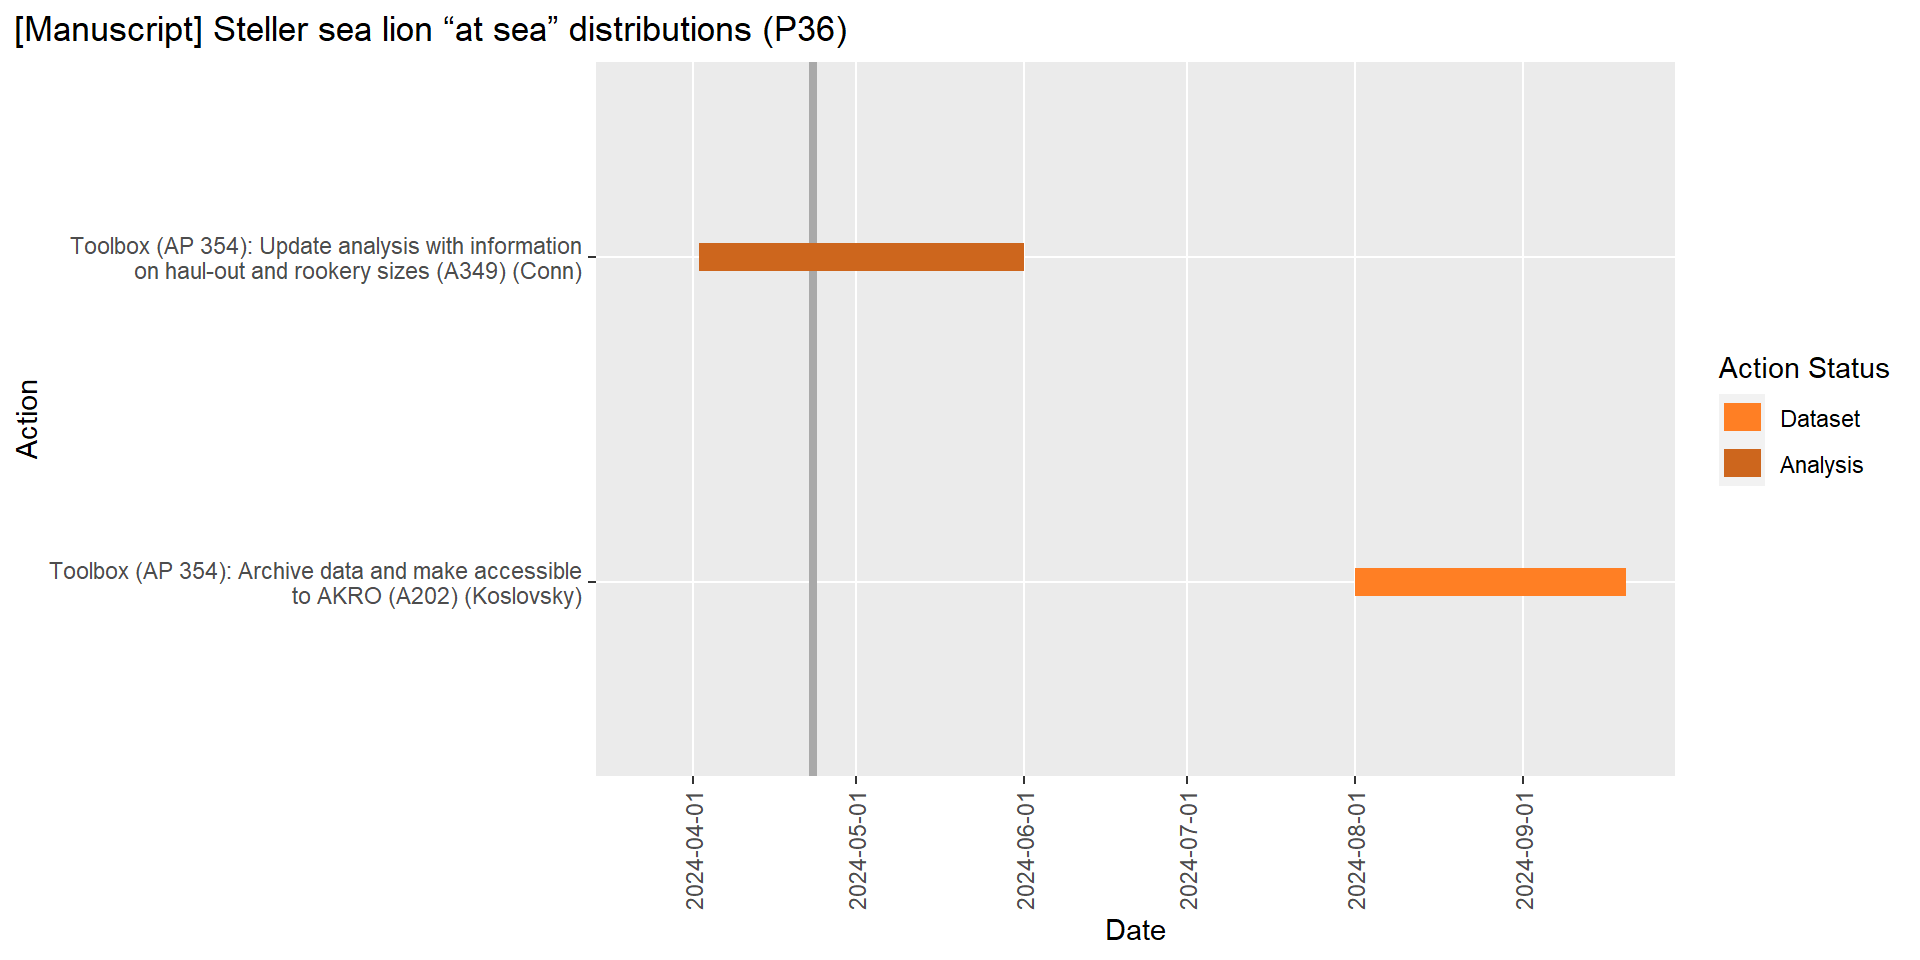 [Manuscript] Steller sea lion “at sea” distributions (P36)
Action
Toolbox (AP 354): Update analysis with information
on haul-out and rookery sizes (A349) (Conn)
Toolbox (AP 354): Archive data and make accessible
to AKRO (A202) (Koslovsky)
2024-04-01
2024-05-01
2024-06-01
2024-07-01
2024-08-01
2024-09-01
Date
Action Status
Dataset
Analysis